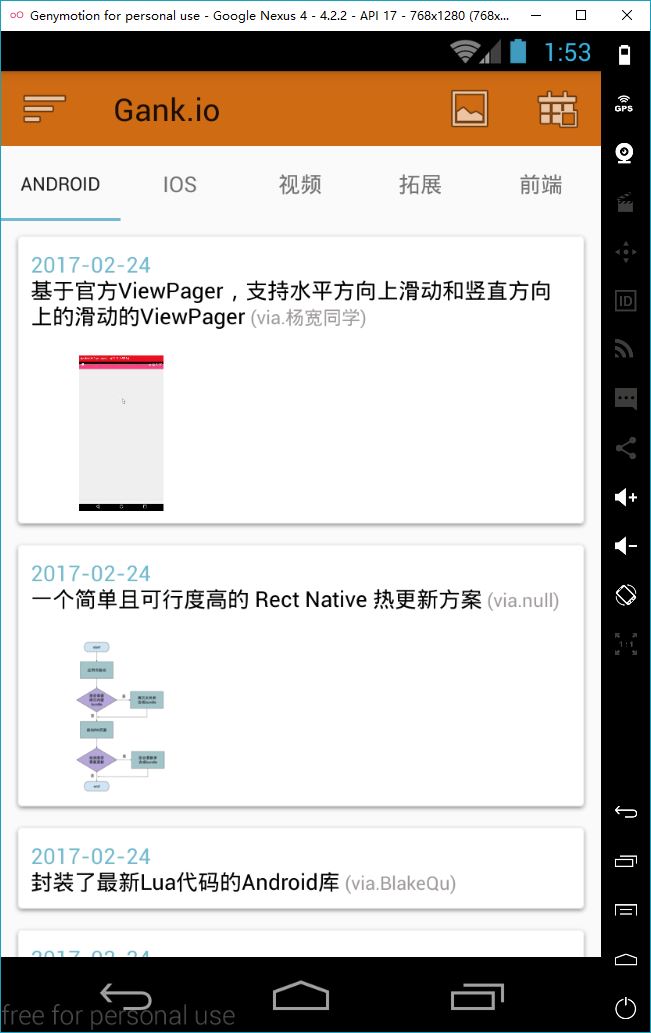 Genymotion for personal use - Google Nexus 4 - 4.2.2 - API 17 - 768x1280 (768x...
1:53
GPS
Gank.io
ANDROID
IOS
视频
拓展
前端
ID
2017-02-24
基于官方ViewPager，支持水平方向上滑动和竖直方向
上的滑动的ViewPager (via.杨宽同学)
2017-02-24
一个简单且可行度高的 Rect Native 热更新方案 (via.null)
start
end
1:1
2017-02-24
封装了最新Lua代码的Android库 (via.BlakeQu)
2017-02-24
free for personal use